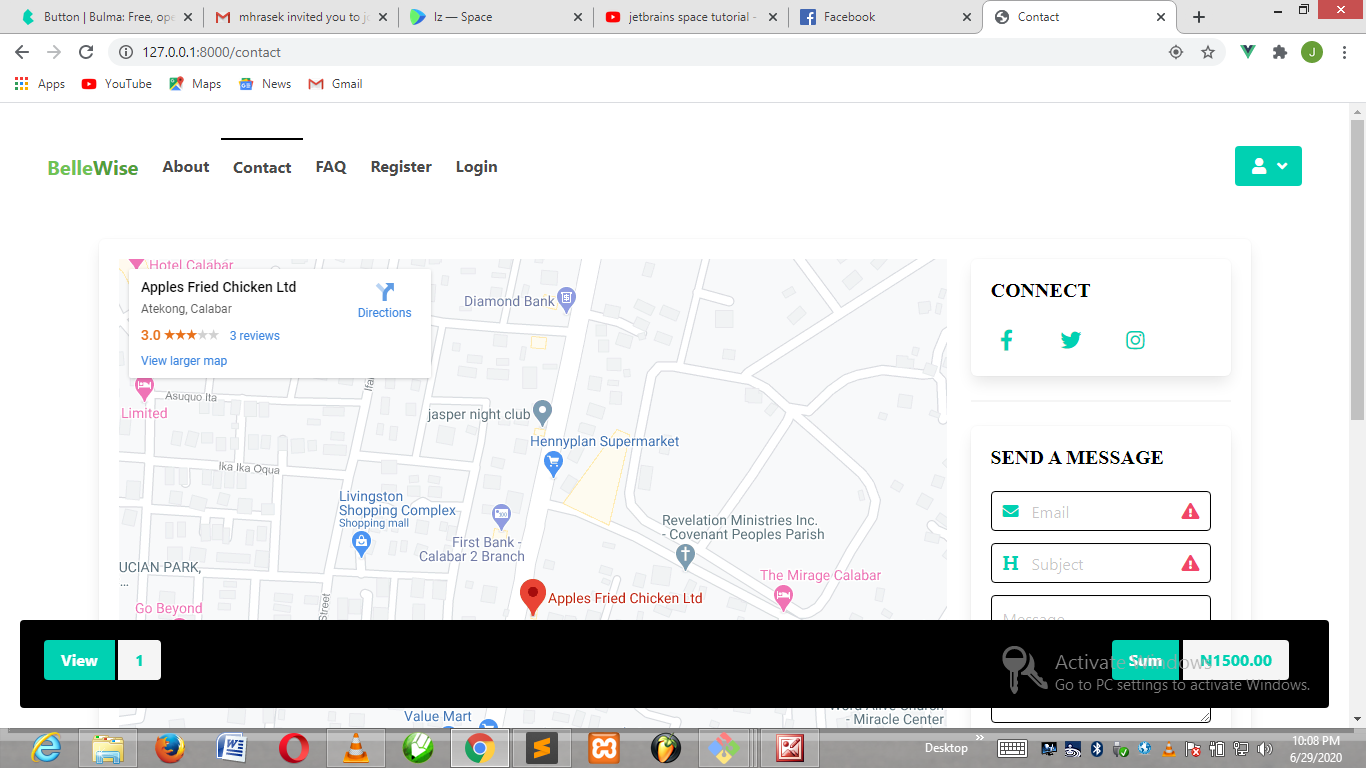 Button | Bulma: Free, ope
mhrasek invited you to jo
Iz — Space
jetbrains space tutorial -
Facebook
Contact
127.0.0.1:8000/contact
J
Apps
YouTube
Maps
News
Gmail
BelleWise
About
Contact
FAQ
Register
Login
Hotel Calabar
Apples Fried Chicken Ltd
Atekong, Calabar
3.0
3 reviews
View larger map
Directions
Diamond Bank
Limited
Asuquo Ita
jasper night club
Hennyplan Supermarket
Ika Ika Oqua
Livingston
Shopping Complex
Shopping mall
First Bank -
Calabar 2 Branch
Revelation Ministries Inc.
- Covenant Peoples Parish
UCIAN PARK,
...
The Mirage Calabar
Go Beyond
Street
Apples Fried Chicken Ltd
CONNECT
SEND A MESSAGE
Email
Subject
Message
View
1
Sum
N1500.00
Activate Windows
Go to PC settings to activate Windows.
Value Mart
Word Alive Church
- Miracle Center
Desktop
10:08 PM
6/29/2020